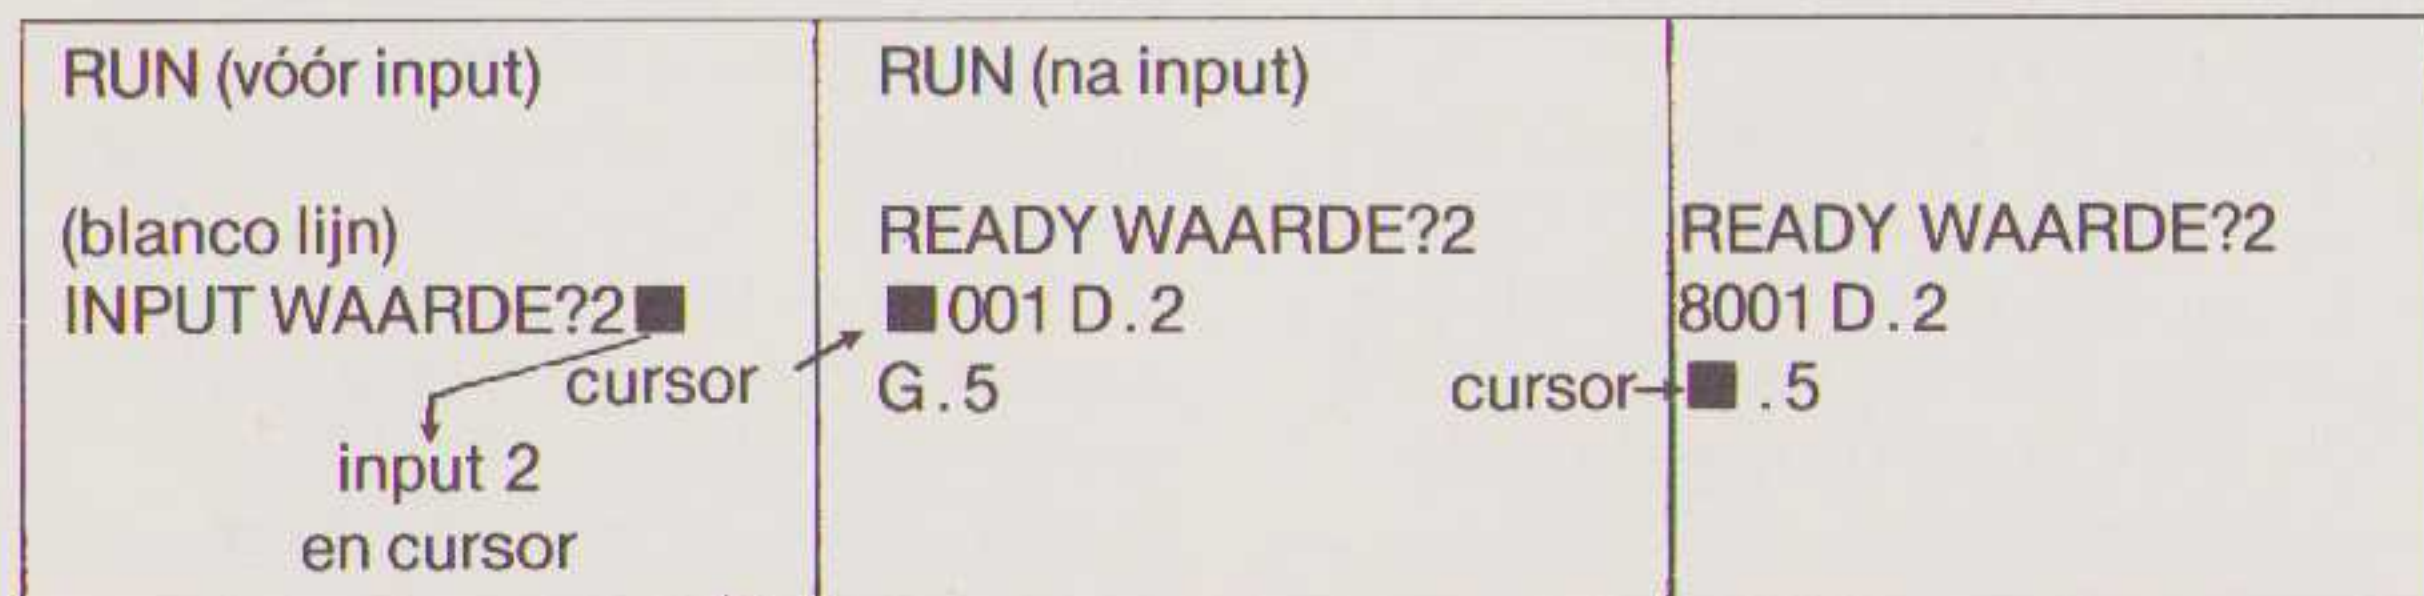 RUN (vóór input)
(blanco lijn)
INPUT WAARDE?2■
cursor
input 2
en cursor
RUN (na input)
READY WAARDE?2
■001 D.2
G.5
cursor
READY WAARDE?2
8001 D.2
■.5